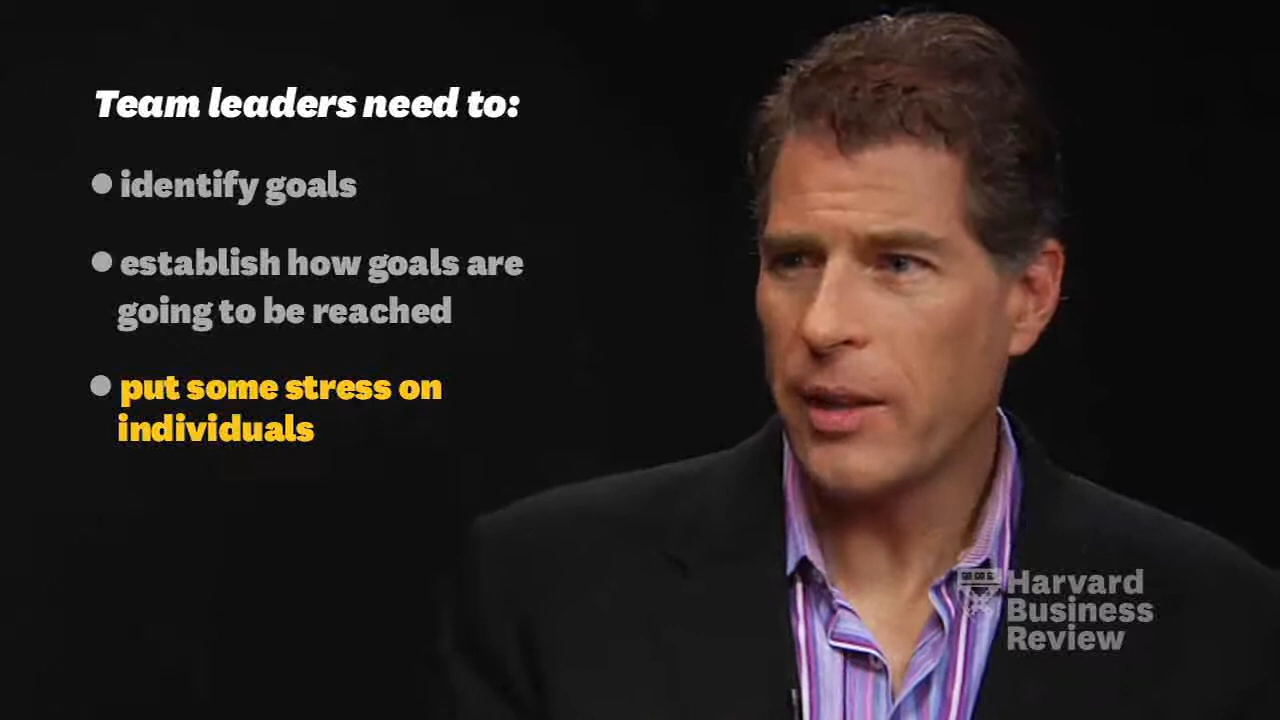 Team leaders need to:
● identify goals
● establish how goals are
going to be reached
● put some stress on
individuals
Harvard
Business
Review